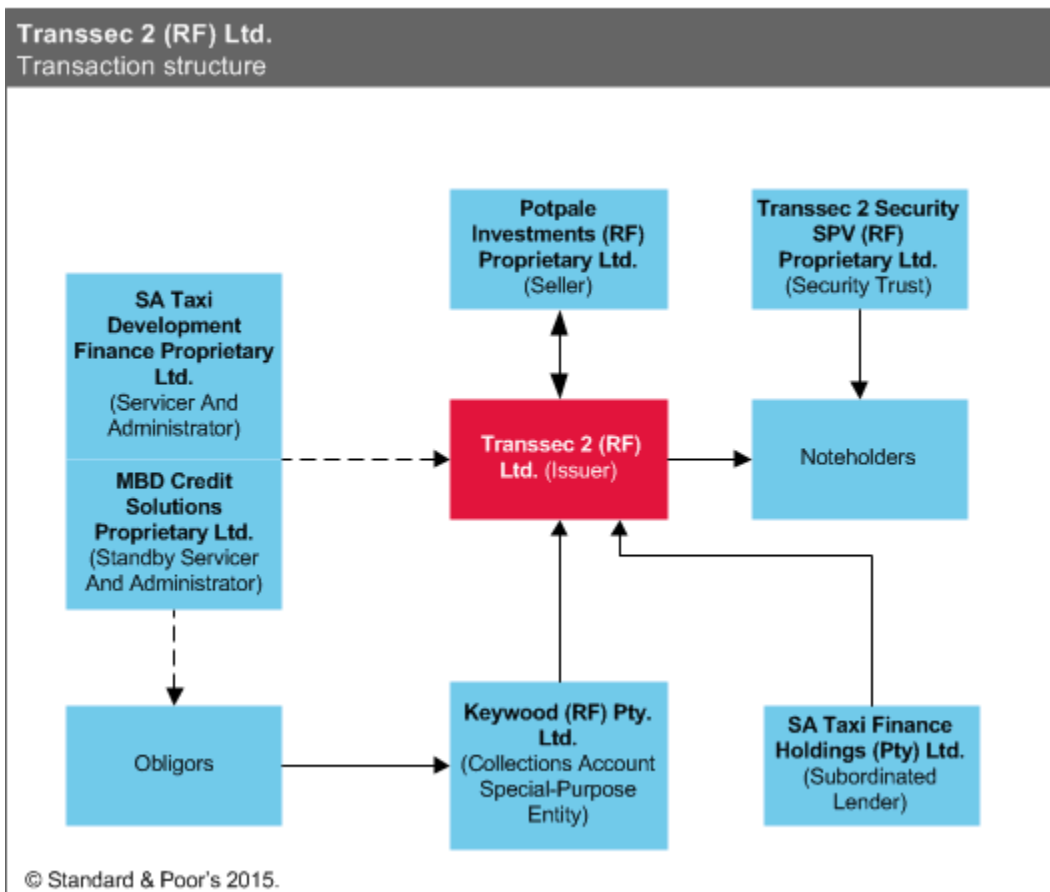 Transsec 2 (RF) Ltd.
Transaction structure
Potpale
Investments (RF)
Proprietary Ltd.
(Seller)
Transsec 2 Security
SPV (RF)
Proprietary Ltd.
(Security Trust)
SA Taxi
Development
Finance Proprietary
Ltd.
(Servicer And
Administrator)
MBD Credit
Solutions
Proprietary Ltd.
(Standby Servicer
And Administrator)
Transsec 2 (RF)
Ltd. (Issuer)
Noteholders
Obligors
Keywood (RF) Pty.
Ltd.
(Collections Account
Special-Purpose
Entity)
SA Taxi Finance
Holdings (Pty) Ltd.
(Subordinated
Lender)
© Standard & Poor's 2015.